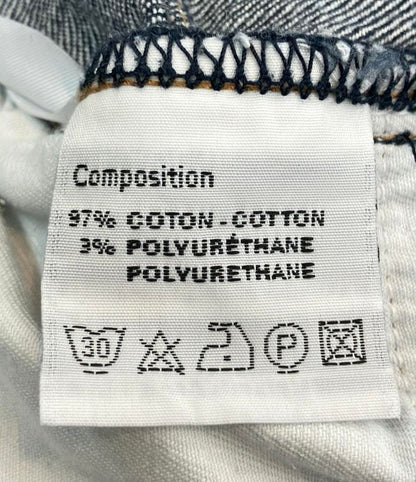 Composition
97% COTON-COTTON
3% POLYURÉTHANE
POLYURETHANE
30 P